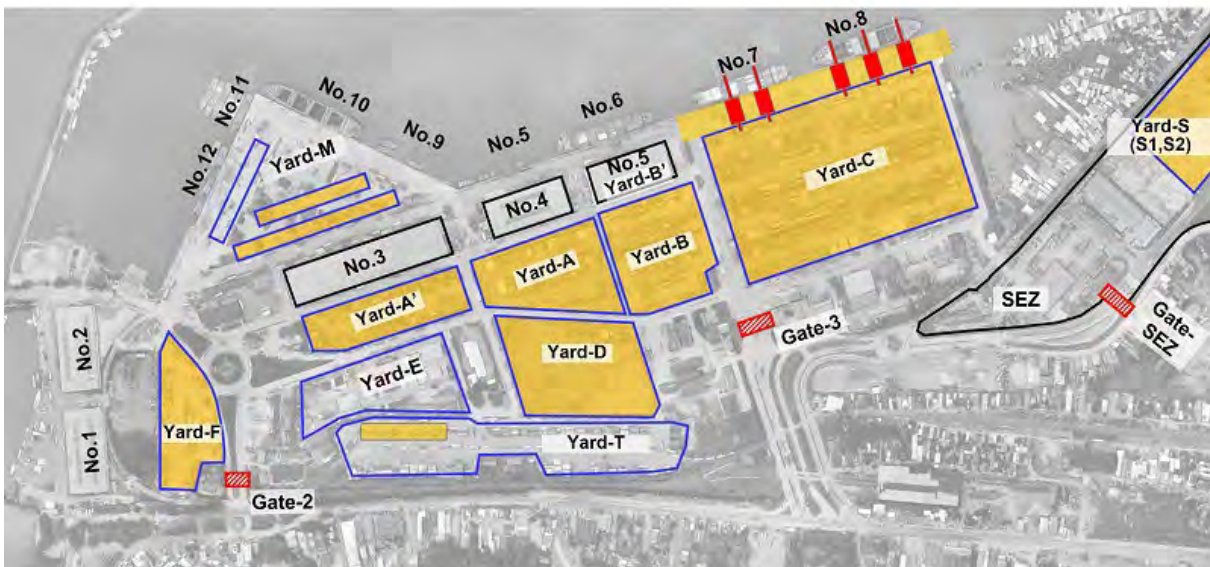 No.11
No.10
No.9
No.5
No.6
No.7
No.8
No.12
Yard-M
No.5
Yard-B'
No.4
No.3
Yard-C
Yard-S
(S1,S2)
Yard-A
Yard-B
Yard-A'
SEZ
Gate-
SEZ
Gate-3
No.2
Yard-E
Yard-D
No.1
Yard-F
Yard-T
Gate-2